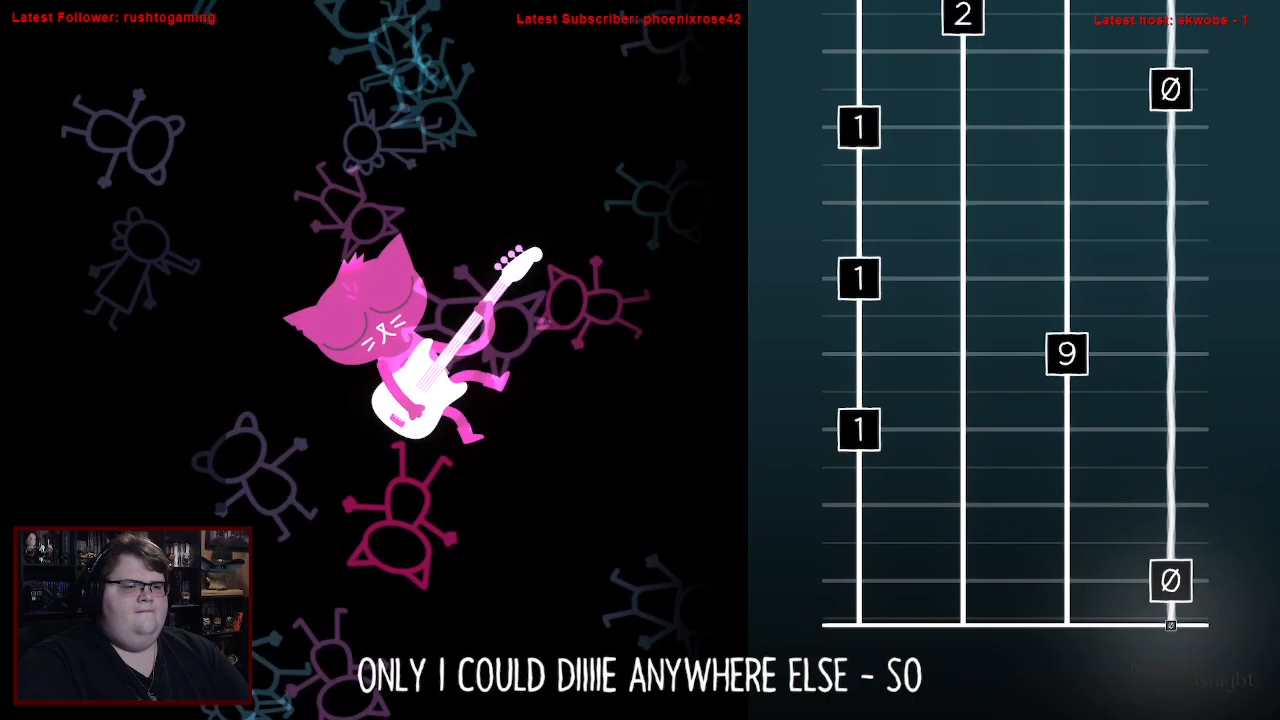 Latest Follower: rushtogaming
Latest Subscriber: phoenixrose42
Latest host: skwobs - 1
2
Ø
1
1
9
1
Ø
Ø
ONLY I COULD DIIIIE ANYWHERE ELSE - SO